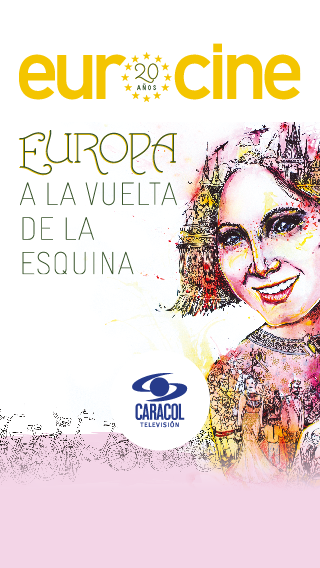 eurocine
20
AÑOS
EUROPA
A LA VUELTA
DE LA
ESQUINA
CARACOL
TELEVISIÓN